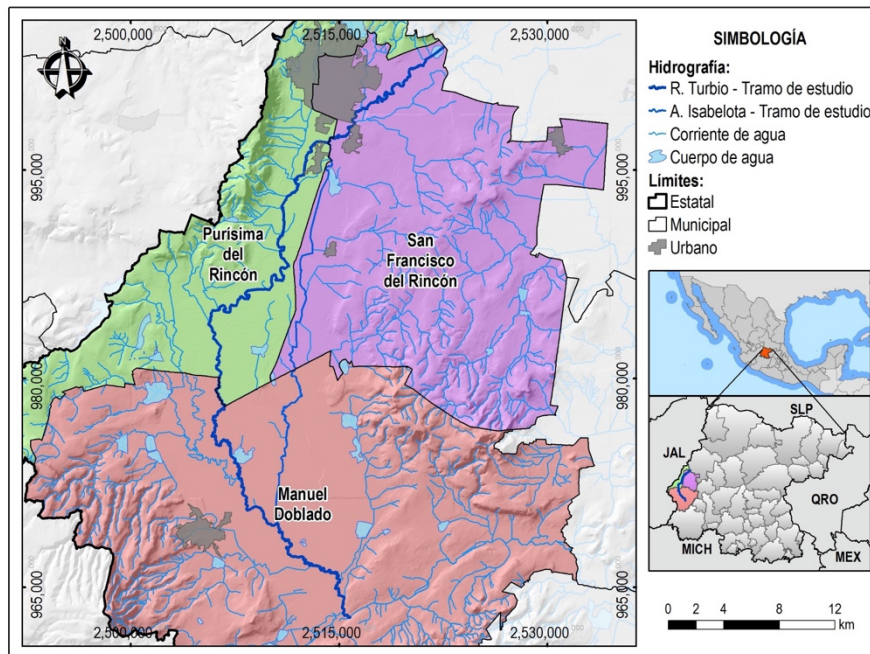 N
2,500,000
2,515,000
2,530,000
995,000
995,000
Purísima
del
Rincón
San
Francisco
del Rincón
980,000
980,000
Manuel
Doblado
965,000
965,000
2,500,000
2,515,000
2,530,000
SIMBOLOGÍA
Hidrografía:
R. Turbio - Tramo de estudio
A. Isabelota - Tramo de estudio
Corriente de agua
Cuerpo de agua
Límites:
Estatal
Municipal
Urbano
SLP
JAL
QRO
MICH
MEX
0 2 4 8 12
km